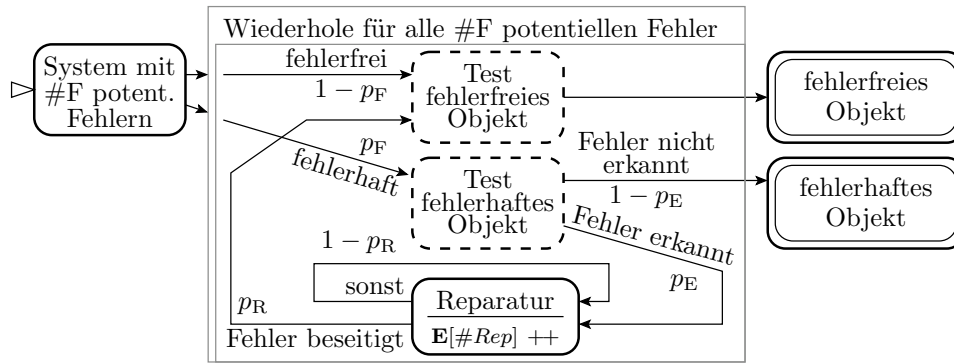 Wiederhole für alle #F potentiellen Fehler
System mit
#F potent.
Fehlern
fehlerfrei
1 − p_F
p_F
fehlerhaft
Test
fehlerfreies
Objekt
fehlerfreies
Objekt
Test
fehlerhaftes
Objekt
Fehler nicht
erkannt
1 − p_E
fehlerhaftes
Objekt
Fehler erkannt
p_E
1 − p_R
sonst
p_R
Fehler beseitigt
Reparatur
E[#Rep] ++